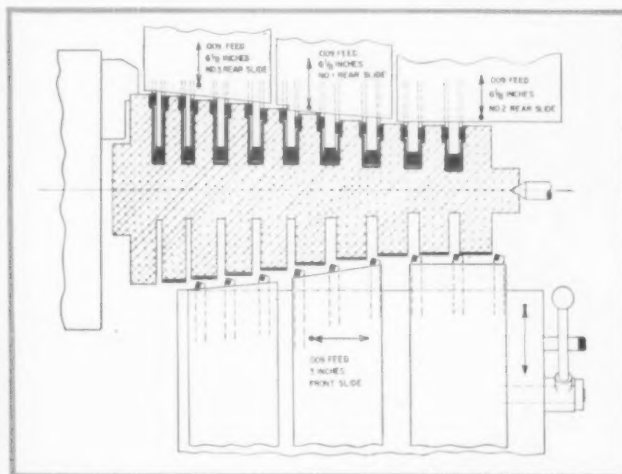 .009 FEED
6 1/8 INCHES
NO.3 REAR SLIDE
.009 FEED
6 1/8 INCHES
NO.1 REAR SLIDE
.009 FEED
6 1/8 INCHES
NO.2 REAR SLIDE
.009 FEED
3 INCHES
FRONT SLIDE